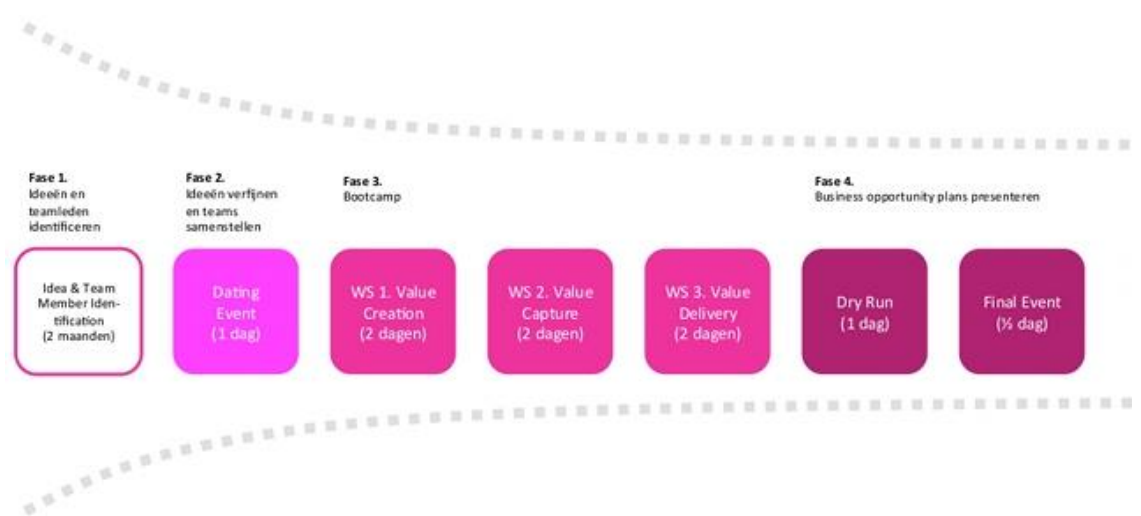 Fase 1.
Ideeën en
teamleden
identificeren
Fase 2.
Ideeën verfijnen
en teams
samenstellen
Fase 3.
Bootcamp
Fase 4.
Business opportunity plans presenteren
Idea & Team
Member Iden-
tification
(2 maanden)
Dating
Event
(1 dag)
WS 1. Value
Creation
(2 dagen)
WS 2. Value
Capture
(2 dagen)
WS 3. Value
Delivery
(2 dagen)
Dry Run
(1 dag)
Final Event
(½ dag)